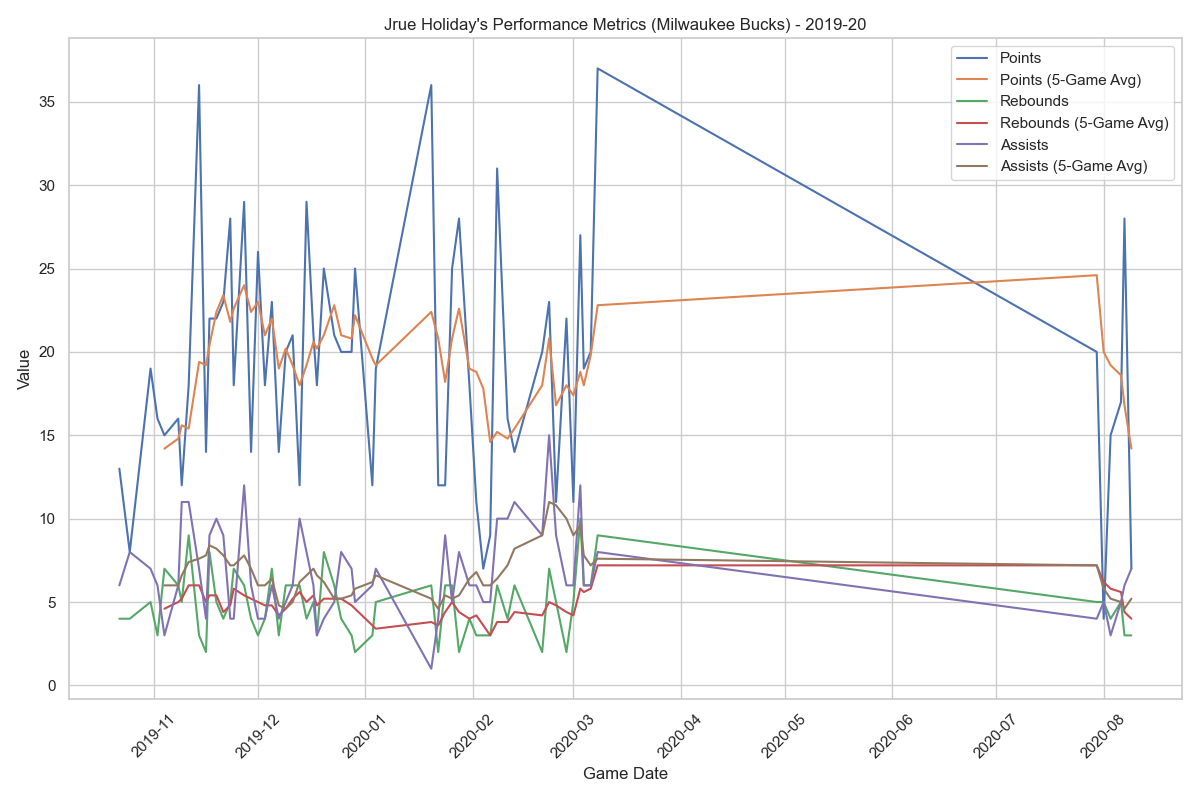 Jrue Holiday's Performance Metrics (Milwaukee Bucks) - 2019-20
Points
Points (5-Game Avg)
Rebounds
Rebounds (5-Game Avg)
Assists
Assists (5-Game Avg)
Value
35
30
25
20
15
10
5
0
2019-11
2019-12
2020-01
2020-02
2020-03
2020-04
2020-05
2020-06
2020-07
2020-08
Game Date